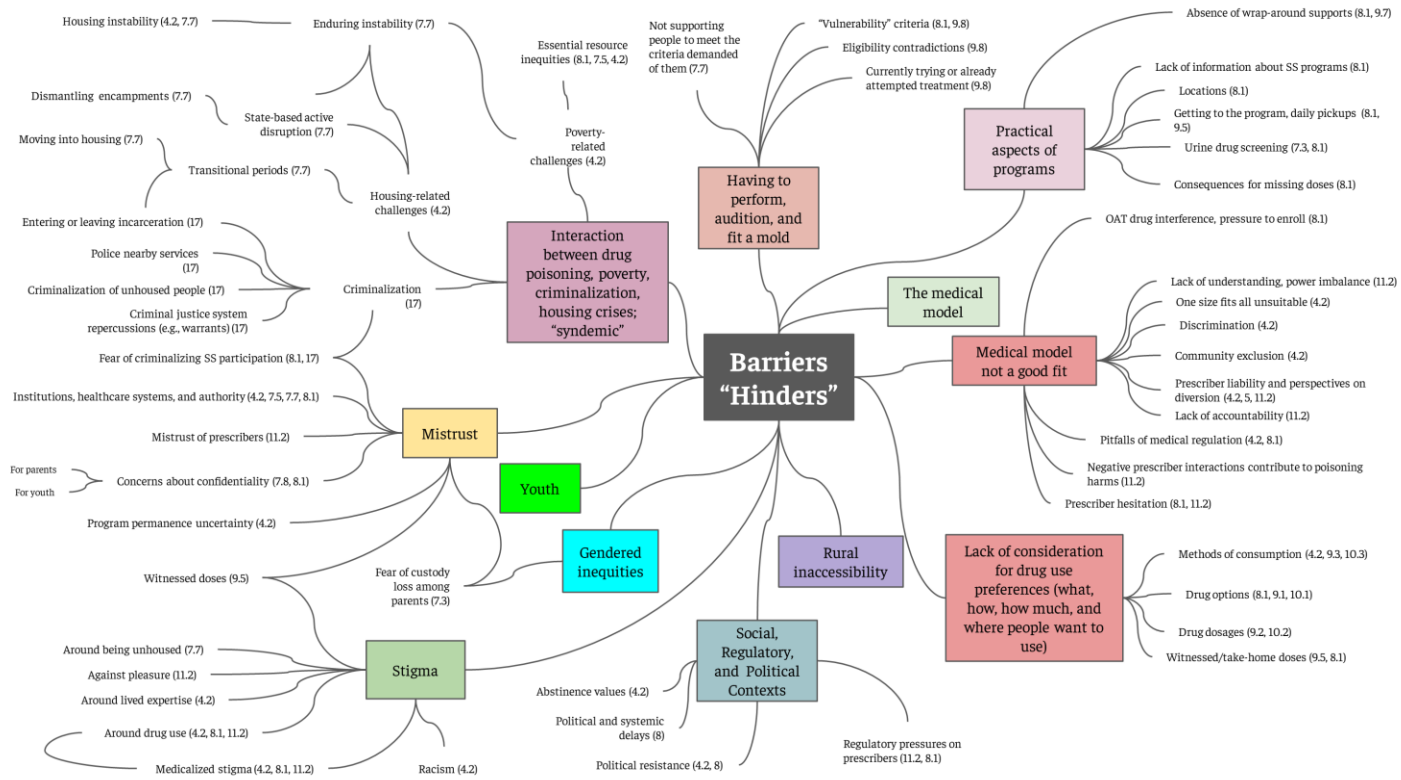 Housing instability (4.2, 7.7)
Enduring instability (7.7)
Dismantling encampments (7.7)
State-based active
disruption (7.7)
Moving into housing (7.7)
Transitional periods (7.7)
Housing-related
challenges (4.2)
Essential resource
inequities (8.1, 7.5, 4.2)
Poverty-
related
challenges (4.2)
Entering or leaving incarceration (17)
Police nearby services
(17)
Criminalization of unhoused people (17)
Criminal justice system
repercussions (e.g., warrants) (17)
Criminalization
(17)
Interaction
between drug
poisoning, poverty,
criminalization,
housing crises;
“syndemic”
Not supporting
people to meet the
criteria demanded
of them (7.7)
“Vulnerability” criteria (8.1, 9.8)
Eligibility contradictions (9.8)
Currently trying or already
attempted treatment (9.8)
Having to
perform,
audition, and
fit a mold
Absence of wrap-around supports (8.1, 9.7)
Lack of information about SS programs (8.1)
Locations (8.1)
Getting to the program, daily pickups (8.1,
9.5)
Urine drug screening (7.3, 8.1)
Consequences for missing doses (8.1)
Practical
aspects of
programs
The medical
model
Barriers
“Hinders”
OAT drug interference, pressure to enroll (8.1)
Lack of understanding, power imbalance (11.2)
One size fits all unsuitable (4.2)
Discrimination (4.2)
Community exclusion (4.2)
Prescriber liability and perspectives on
diversion (4.2, 5, 11.2)
Lack of accountability (11.2)
Pitfalls of medical regulation (4.2, 8.1)
Negative prescriber interactions contribute to poisoning
harms (11.2)
Prescriber hesitation (8.1, 11.2)
Medical model
not a good fit
Fear of criminalizing SS participation (8.1, 17)
Institutions, healthcare systems, and authority (4.2, 7.5, 7.7, 8.1)
Mistrust of prescribers (11.2)
For parents
For youth
Concerns about confidentiality (7.8, 8.1)
Program permanence uncertainty (4.2)
Witnessed doses (9.5)
Mistrust
Youth
Fear of custody
loss among
parents (7.3)
Gendered
inequities
Rural
inaccessibility
Lack of consideration
for drug use
preferences (what,
how, how much, and
where people want to
use)
Methods of consumption (4.2, 9.3, 10.3)
Drug options (8.1, 9.1, 10.1)
Drug dosages (9.2, 10.2)
Witnessed/take-home doses (9.5, 8.1)
Around being unhoused (7.7)
Against pleasure (11.2)
Around lived expertise (4.2)
Around drug use (4.2, 8.1, 11.2)
Medicalized stigma (4.2, 8.1, 11.2)
Racism (4.2)
Stigma
Social,
Regulatory,
and Political
Contexts
Abstinence values (4.2)
Political and systemic
delays (8)
Political resistance (4.2, 8)
Regulatory pressures on
prescribers (11.2, 8.1)